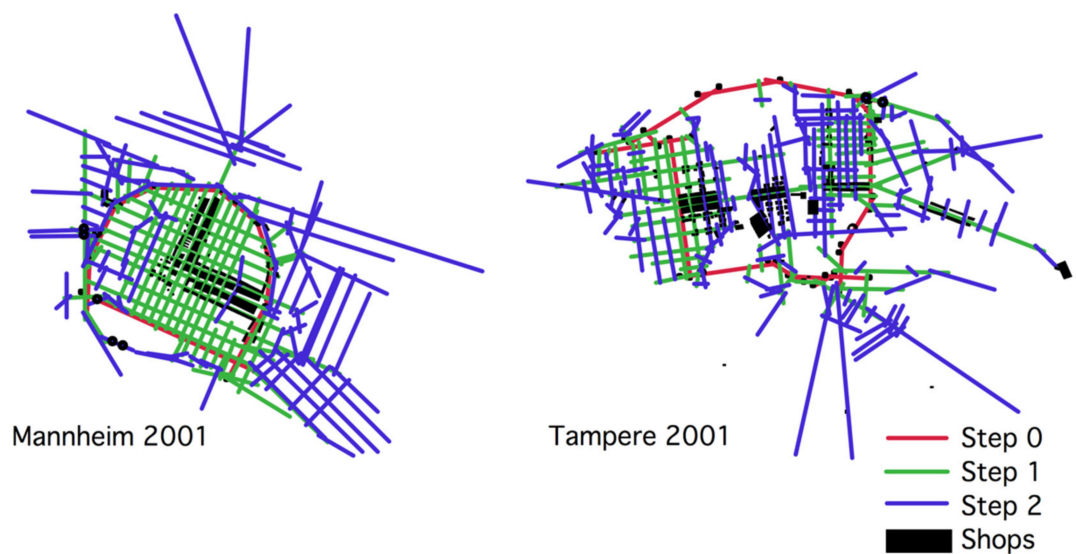 Mannheim 2001
Tampere 2001
Step 0
Step 1
Step 2
Shops